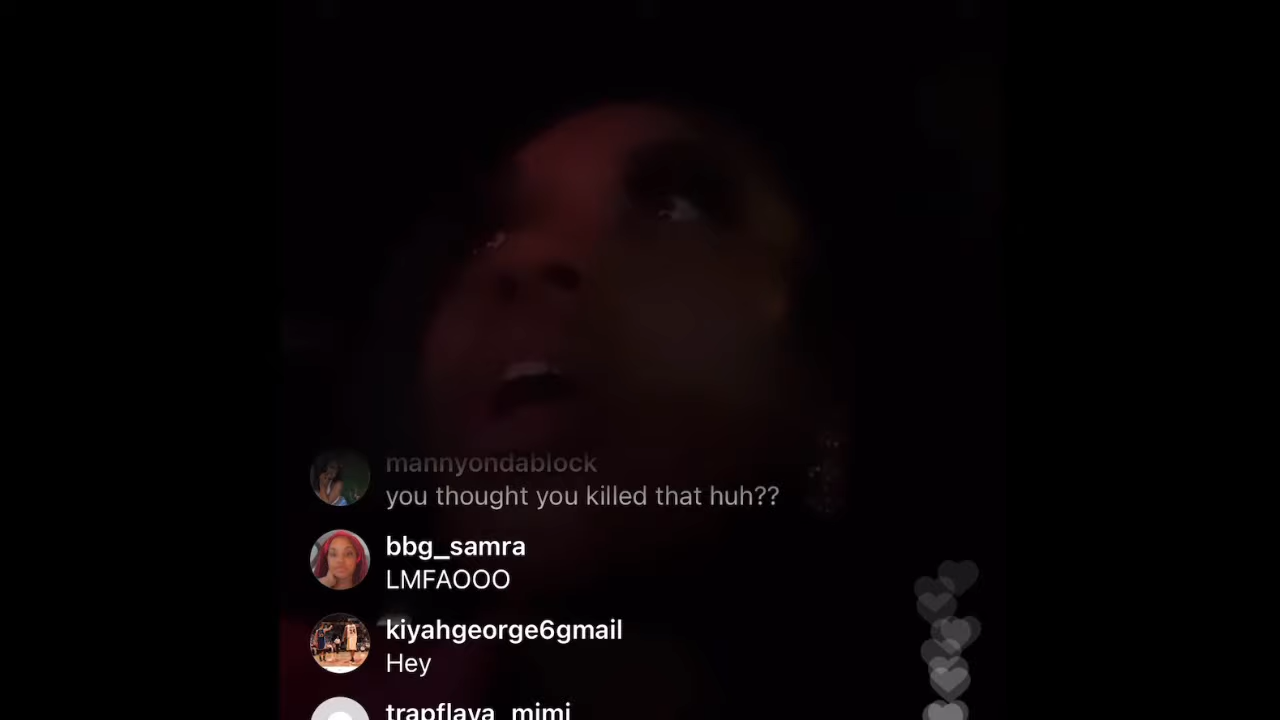 mannyondablock
you thought you killed that huh??
bbg_samra
LMFAOOO
kiyahgeorge6gmail
Hey
trapflava_mimi